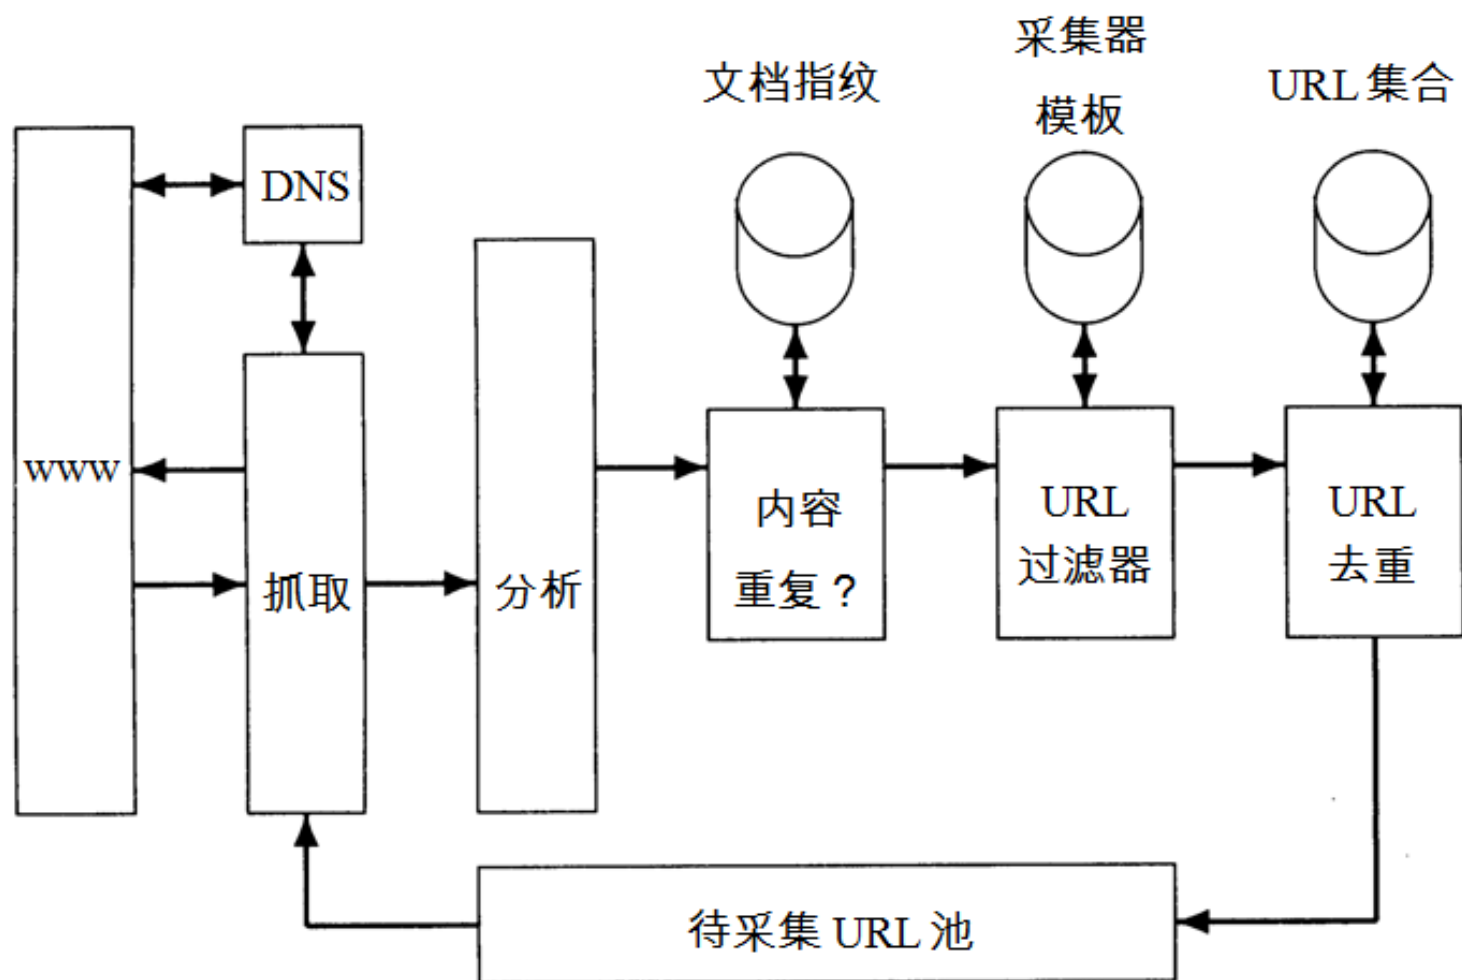 采集器
模板
文档指纹
URL 集合
DNS
www
抓取
分析
内容
重复？
URL
过滤器
URL
去重
待采集 URL 池